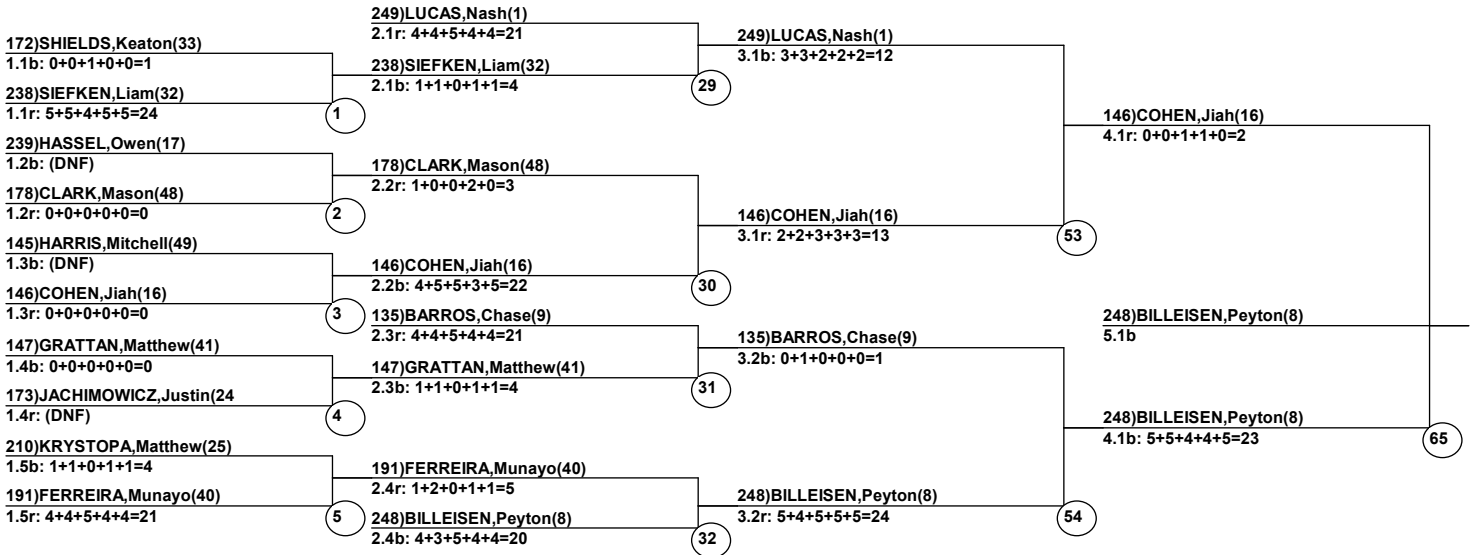 172)SHIELDS,Keaton(33)
1.1b: 0+0+1+0+0=1
238)SIEFKEN,Liam(32)
1.1r: 5+5+4+5+5=24
1
239)HASSEL,Owen(17)
1.2b: (DNF)
178)CLARK,Mason(48)
1.2r: 0+0+0+0+0=0
2
145)HARRIS,Mitchell(49)
1.3b: (DNF)
146)COHEN,Jiah(16)
1.3r: 0+0+0+0+0=0
3
147)GRATTAN,Matthew(41)
1.4b: 0+0+0+0+0=0
173)JACHIMOWICZ,Justin(24
1.4r: (DNF)
4
210)KRYSTOPA,Matthew(25)
1.5b: 1+1+0+1+1=4
191)FERREIRA,Munayo(40)
1.5r: 4+4+5+4+4=21
5
249)LUCAS,Nash(1)
2.1r: 4+4+5+4+4=21
238)SIEFKEN,Liam(32)
2.1b: 1+1+0+1+1=4
29
178)CLARK,Mason(48)
2.2r: 1+0+0+2+0=3
146)COHEN,Jiah(16)
2.2b: 4+5+5+3+5=22
30
135)BARROS,Chase(9)
2.3r: 4+4+5+4+4=21
147)GRATTAN,Matthew(41)
2.3b: 1+1+0+1+1=4
31
191)FERREIRA,Munayo(40)
2.4r: 1+2+0+1+1=5
248)BILLEISEN,Peyton(8)
2.4b: 4+3+5+4+4=20
32
249)LUCAS,Nash(1)
3.1b: 3+3+2+2+2=12
146)COHEN,Jiah(16)
3.1r: 2+2+3+3+3=13
53
135)BARROS,Chase(9)
3.2b: 0+1+0+0+0=1
248)BILLEISEN,Peyton(8)
3.2r: 5+4+5+5+5=24
54
146)COHEN,Jiah(16)
4.1r: 0+0+1+1+0=2
248)BILLEISEN,Peyton(8)
5.1b
248)BILLEISEN,Peyton(8)
4.1b: 5+5+4+4+5=23
65